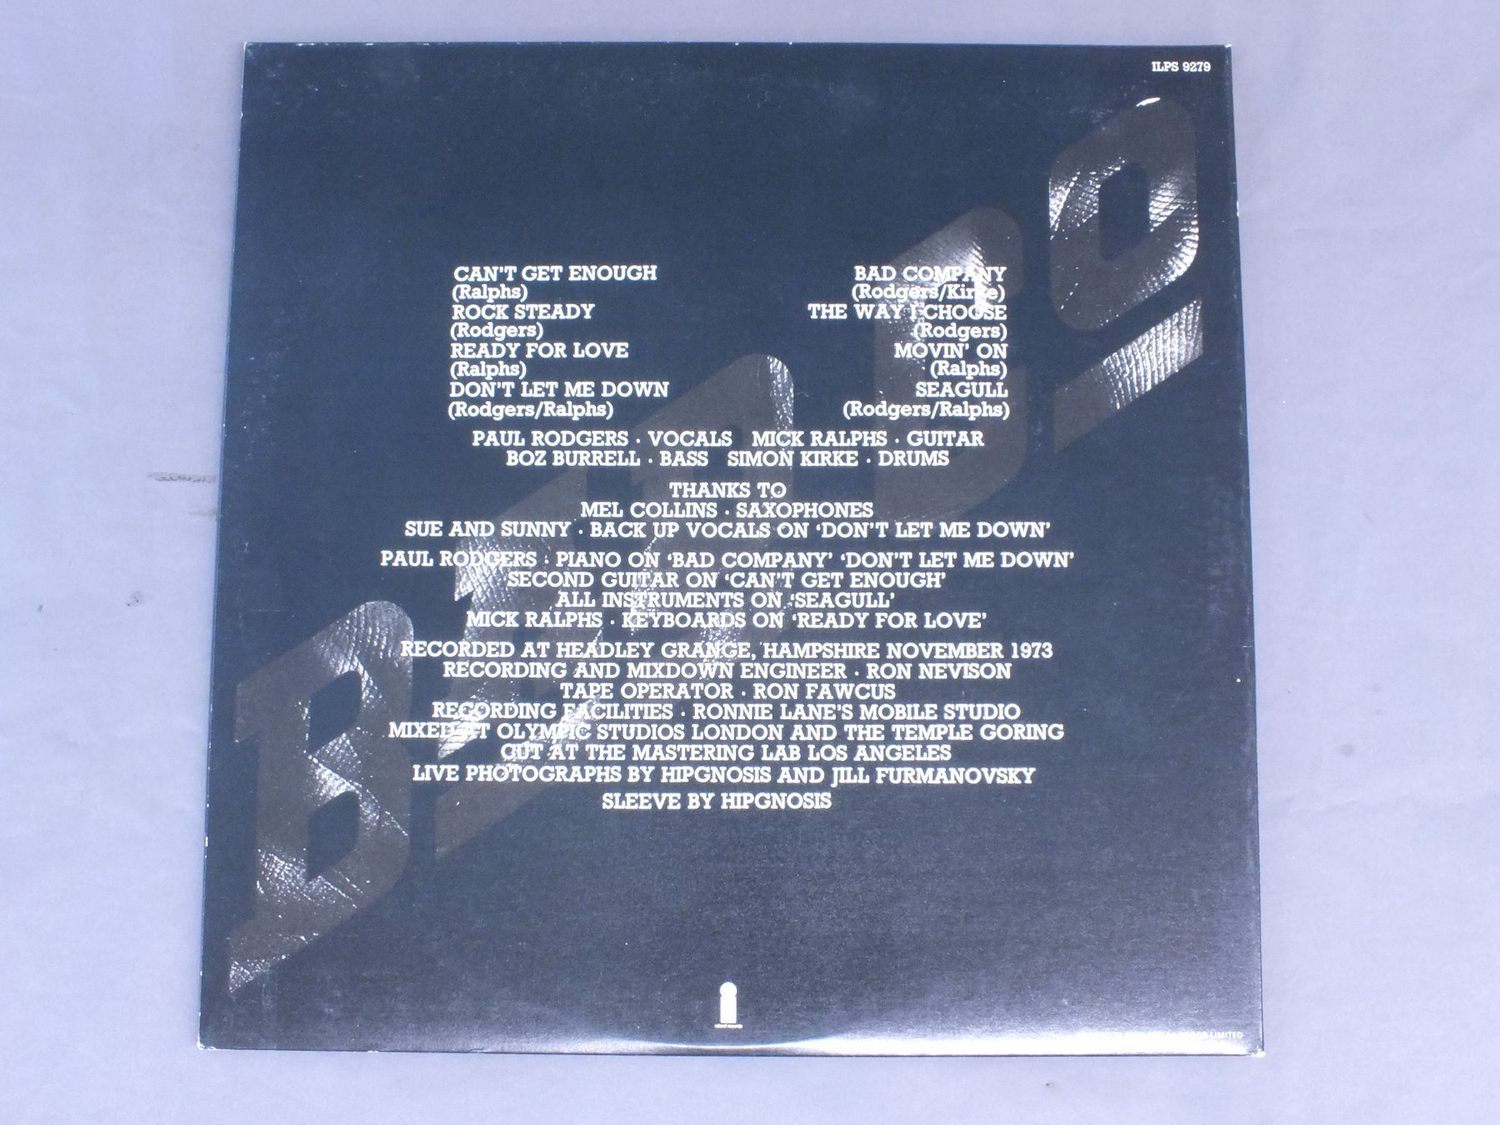 ILPS 9279
CAN'T GET ENOUGH
(Ralphs)
ROCK STEADY
(Rodgers)
READY FOR LOVE
(Ralphs)
DON'T LET ME DOWN
(Rodgers/Ralphs)
BAD COMPANY
(Rodgers/Kirke)
THE WAY I CHOOSE
(Rodgers)
MOVIN' ON
(Ralphs)
SEAGULL
(Rodgers/Ralphs)
PAUL RODGERS · VOCALS MICK RALPHS · GUITAR
BOZ BURRELL · BASS SIMON KIRKE · DRUMS
THANKS TO
MEL COLLINS · SAXOPHONES
SUE AND SUNNY · BACK UP VOCALS ON ‘DON'T LET ME DOWN’
PAUL RODGERS · PIANO ON ‘BAD COMPANY’ ‘DON'T LET ME DOWN’
SECOND GUITAR ON ‘CAN'T GET ENOUGH’
ALL INSTRUMENTS ON ‘SEAGULL’
MICK RALPHS · KEYBOARDS ON ‘READY FOR LOVE’
RECORDED AT HEADLEY GRANGE, HAMPSHIRE NOVEMBER 1973
RECORDING AND MIXDOWN ENGINEER · RON NEVISON
TAPE OPERATOR · RON FAWCUS
RECORDING FACILITIES · RONNIE LANE'S MOBILE STUDIO
MIXED AT OLYMPIC STUDIOS LONDON AND THE TEMPLE GORING
CUT AT THE MASTERING LAB LOS ANGELES
LIVE PHOTOGRAPHS BY HIPGNOSIS AND JILL FURMANOVSKY
SLEEVE BY HIPGNOSIS
island records
LIMITED